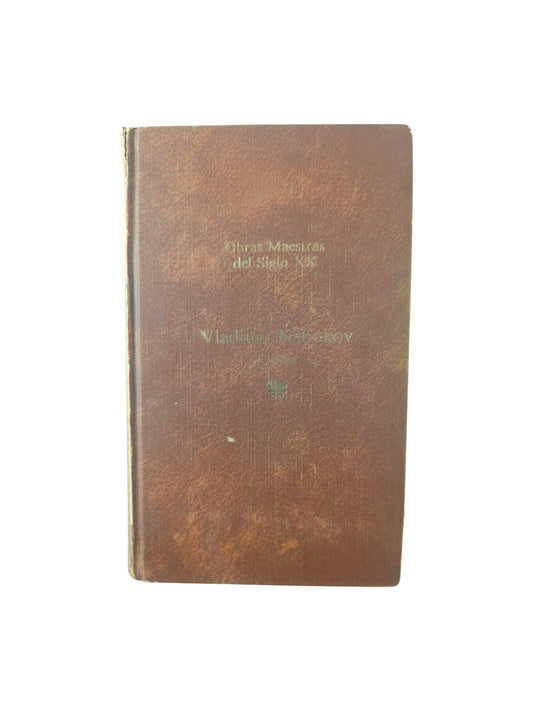 Obras Maestras
del Siglo XX
Vladimir Nabokov